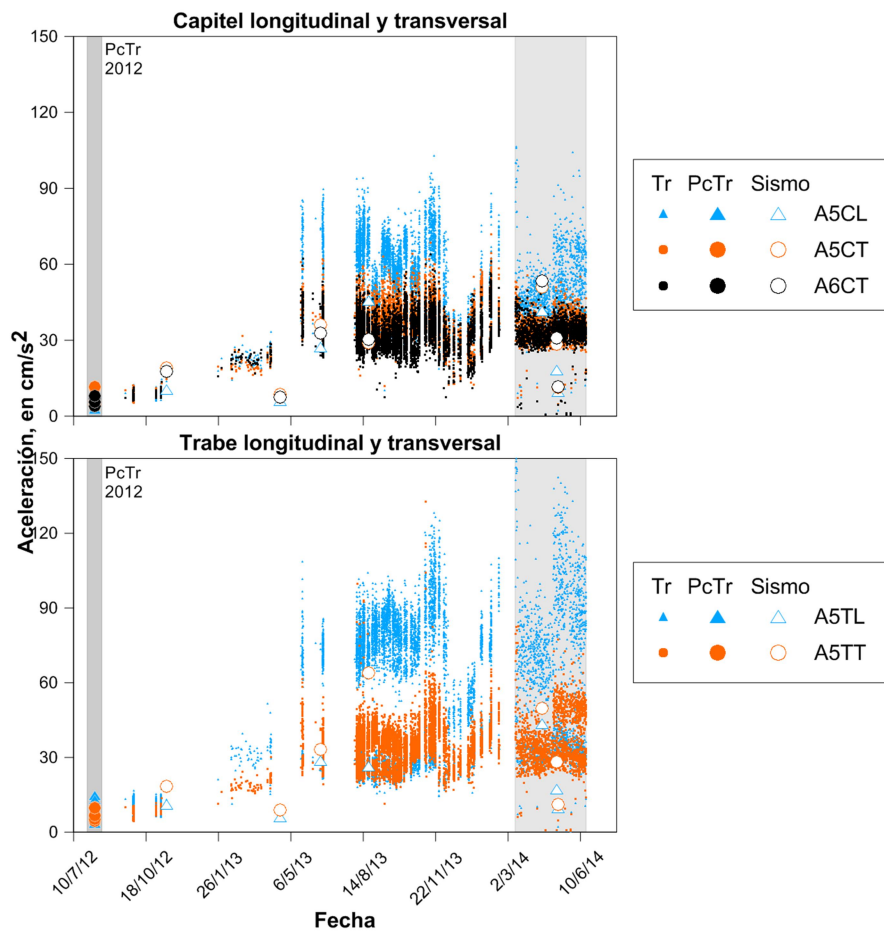 Capitel longitudinal y transversal
150
120
90
60
30
0
PcTr
2012
Tr PcTr Sismo
A5CL
A5CT
A6CT
Aceleración, en cm/s²
Trabe longitudinal y transversal
150
120
90
60
30
0
PcTr
2012
Tr PcTr Sismo
A5TL
A5TT
10/7/12 18/10/12 26/1/13 6/5/13 14/8/13 22/11/13 2/3/14 10/6/14
Fecha